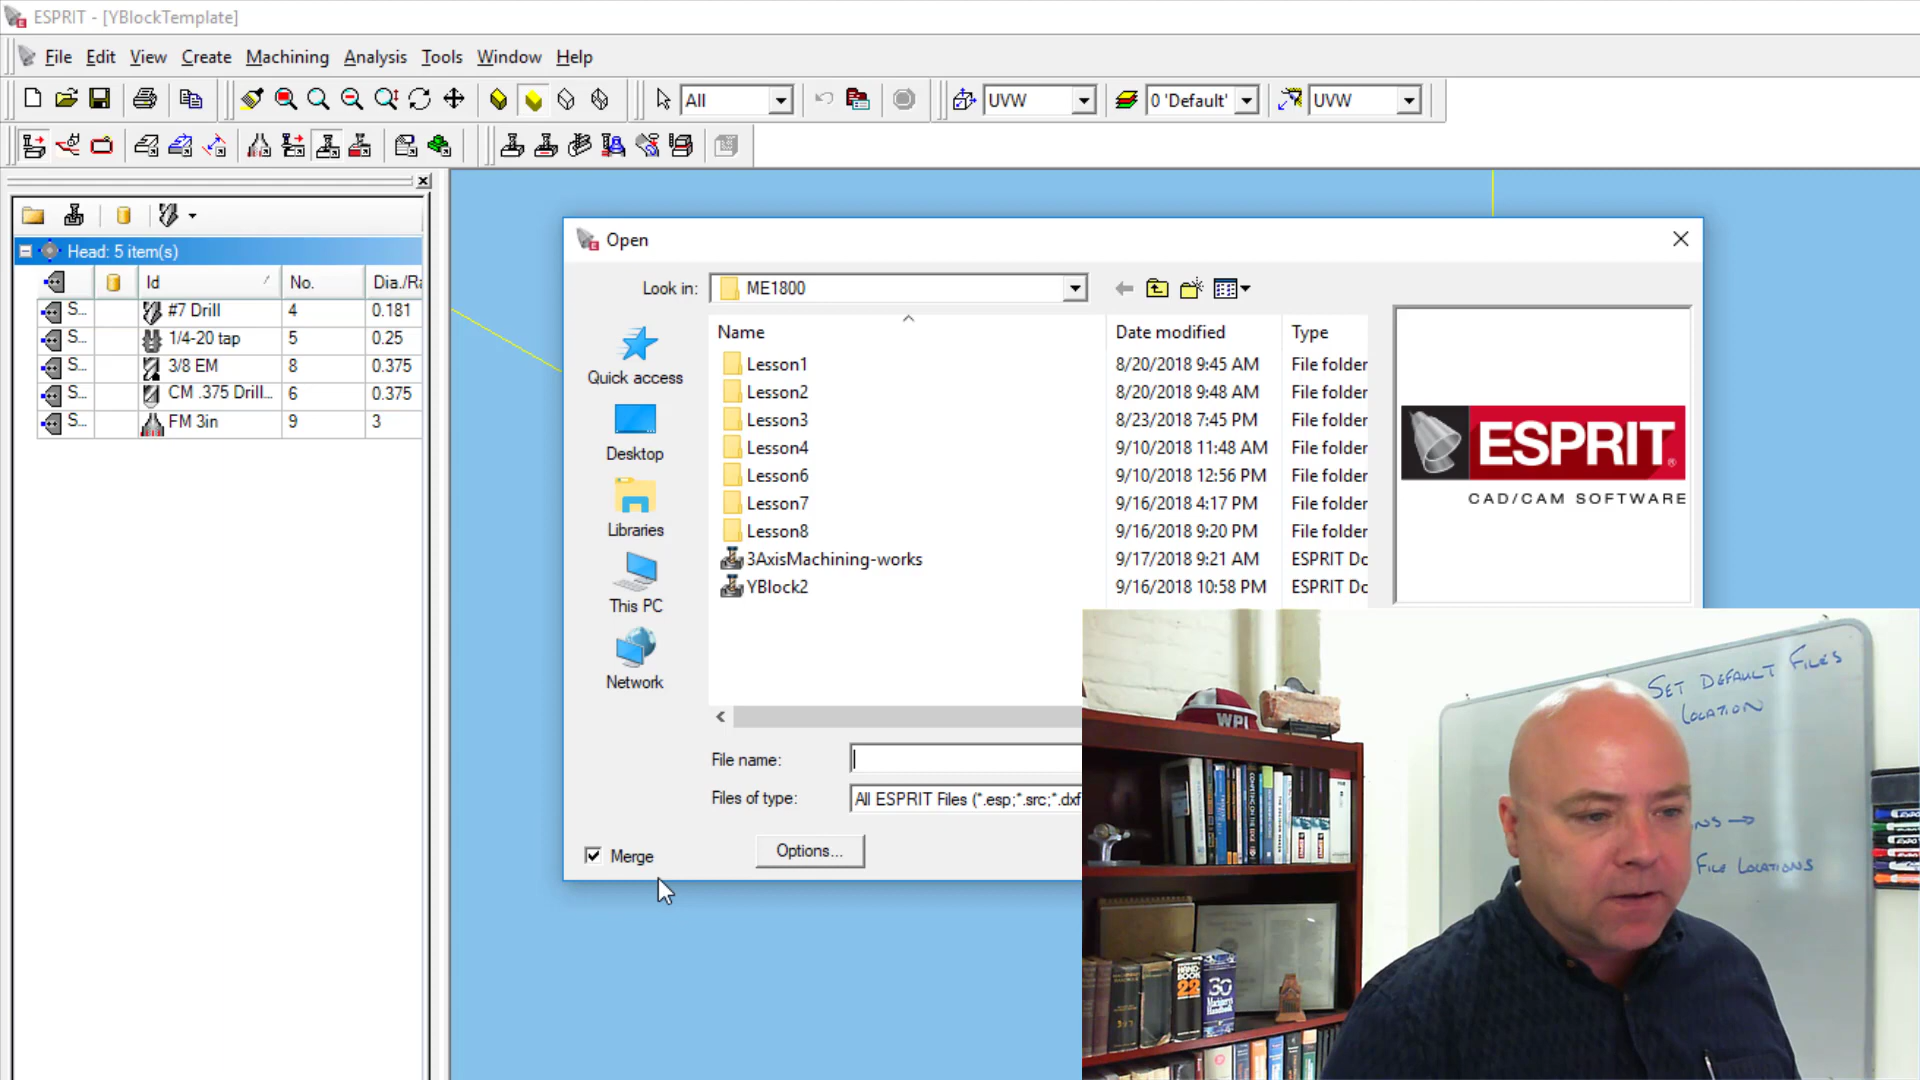 ESPRIT - [YBlockTemplate]
File Edit View Create Machining Analysis Tools Window Help
All UVW 0 'Default' UVW
Head: 5 item(s)
Id No. Dia./Ra
S... #7 Drill 4 0.181
S... 1/4-20 tap 5 0.25
S... 3/8 EM 8 0.375
S... CM .375 Drill... 6 0.375
S... FM 3in 9 3
Open
Look in: ME1800
Quick access
Desktop
Libraries
This PC
Network
Name Date modified Type
Lesson1 8/20/2018 9:45 AM File folder
Lesson2 8/20/2018 9:48 AM File folder
Lesson3 8/23/2018 7:45 PM File folder
Lesson4 9/10/2018 11:48 AM File folder
Lesson6 9/10/2018 12:56 PM File folder
Lesson7 9/16/2018 4:17 PM File folder
Lesson8 9/16/2018 9:20 PM File folder
3AxisMachining-works 9/17/2018 9:21 AM ESPRIT Dc
YBlock2 9/16/2018 10:58 PM ESPRIT Dc
File name:
Files of type: All ESPRIT Files (*.esp;*.src;*.dxf
Merge Options...
ESPRIT
CAD/CAM SOFTWARE
SET DEFAULT FILES
LOCATION
NS →
FILE LOCATIONS
WPI
HAND
BOOK
22
30
Machinery's
Handbook